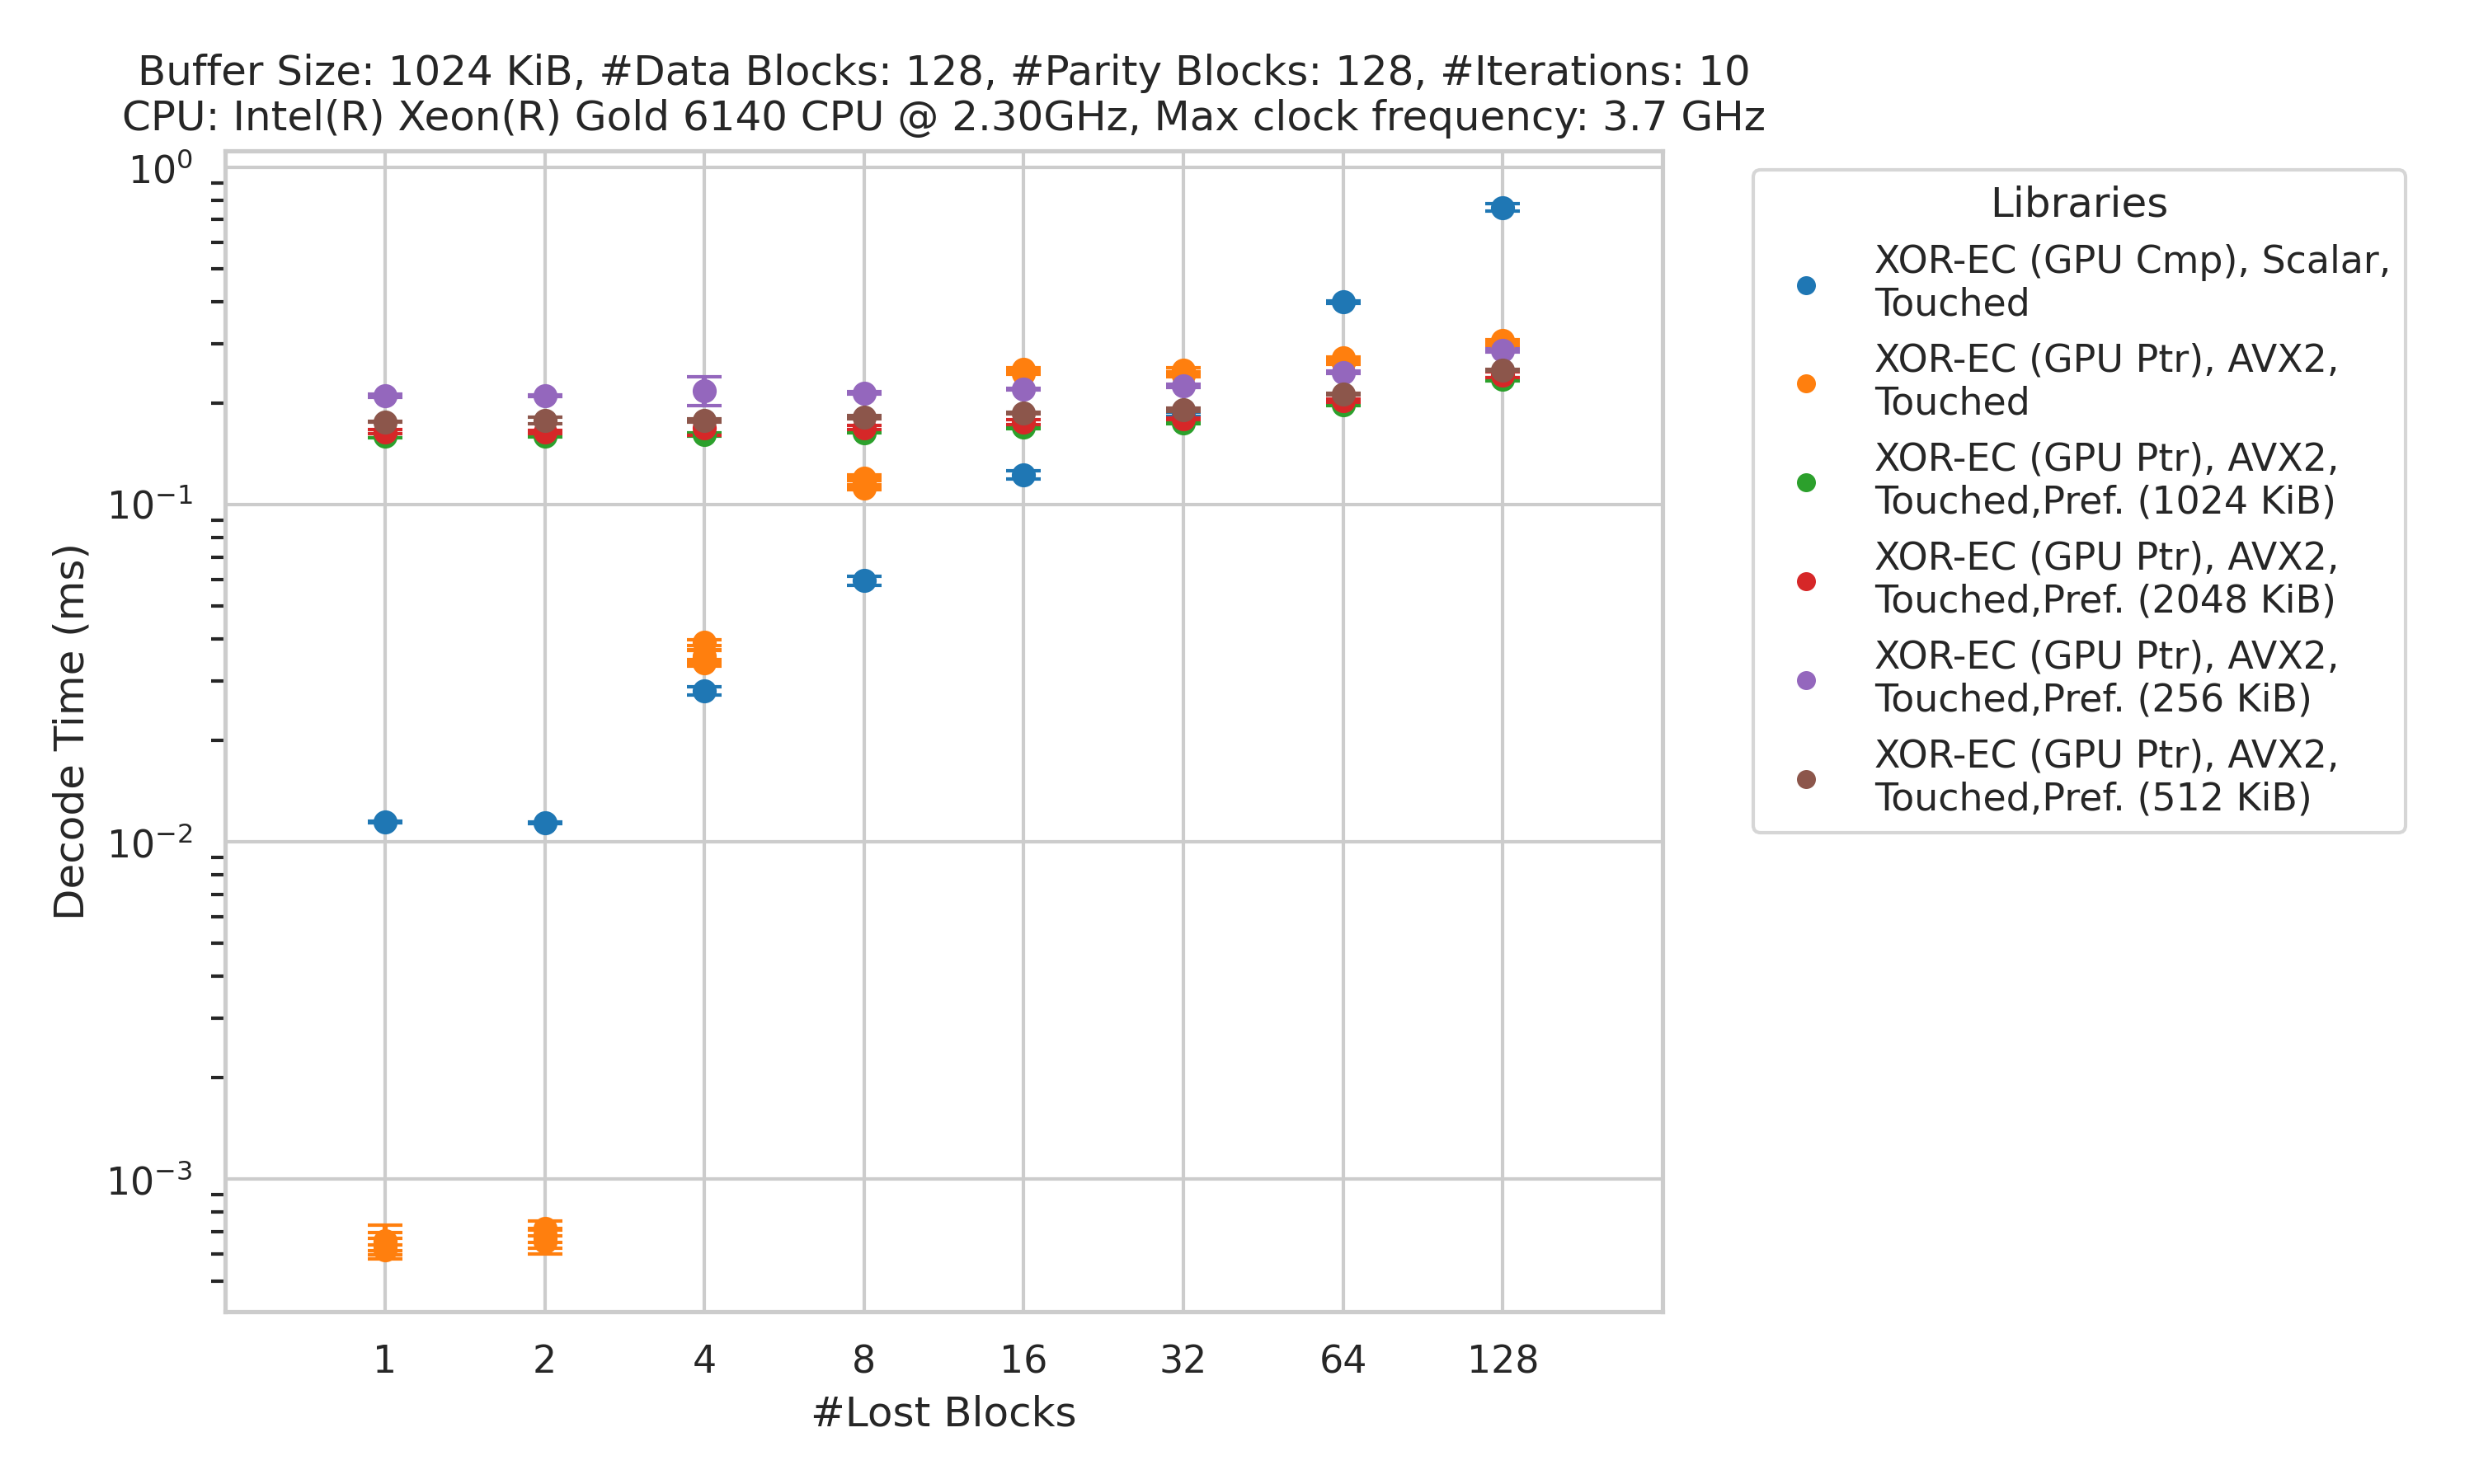 Buffer Size: 1024 KiB, #Data Blocks: 128, #Parity Blocks: 128, #Iterations: 10
CPU: Intel(R) Xeon(R) Gold 6140 CPU @ 2.30GHz, Max clock frequency: 3.7 GHz
10⁰
10⁻¹
10⁻²
10⁻³
Decode Time (ms)
1 2 4 8 16 32 64 128
#Lost Blocks
Libraries
XOR-EC (GPU Cmp), Scalar,
Touched
XOR-EC (GPU Ptr), AVX2,
Touched
XOR-EC (GPU Ptr), AVX2,
Touched,Pref. (1024 KiB)
XOR-EC (GPU Ptr), AVX2,
Touched,Pref. (2048 KiB)
XOR-EC (GPU Ptr), AVX2,
Touched,Pref. (256 KiB)
XOR-EC (GPU Ptr), AVX2,
Touched,Pref. (512 KiB)